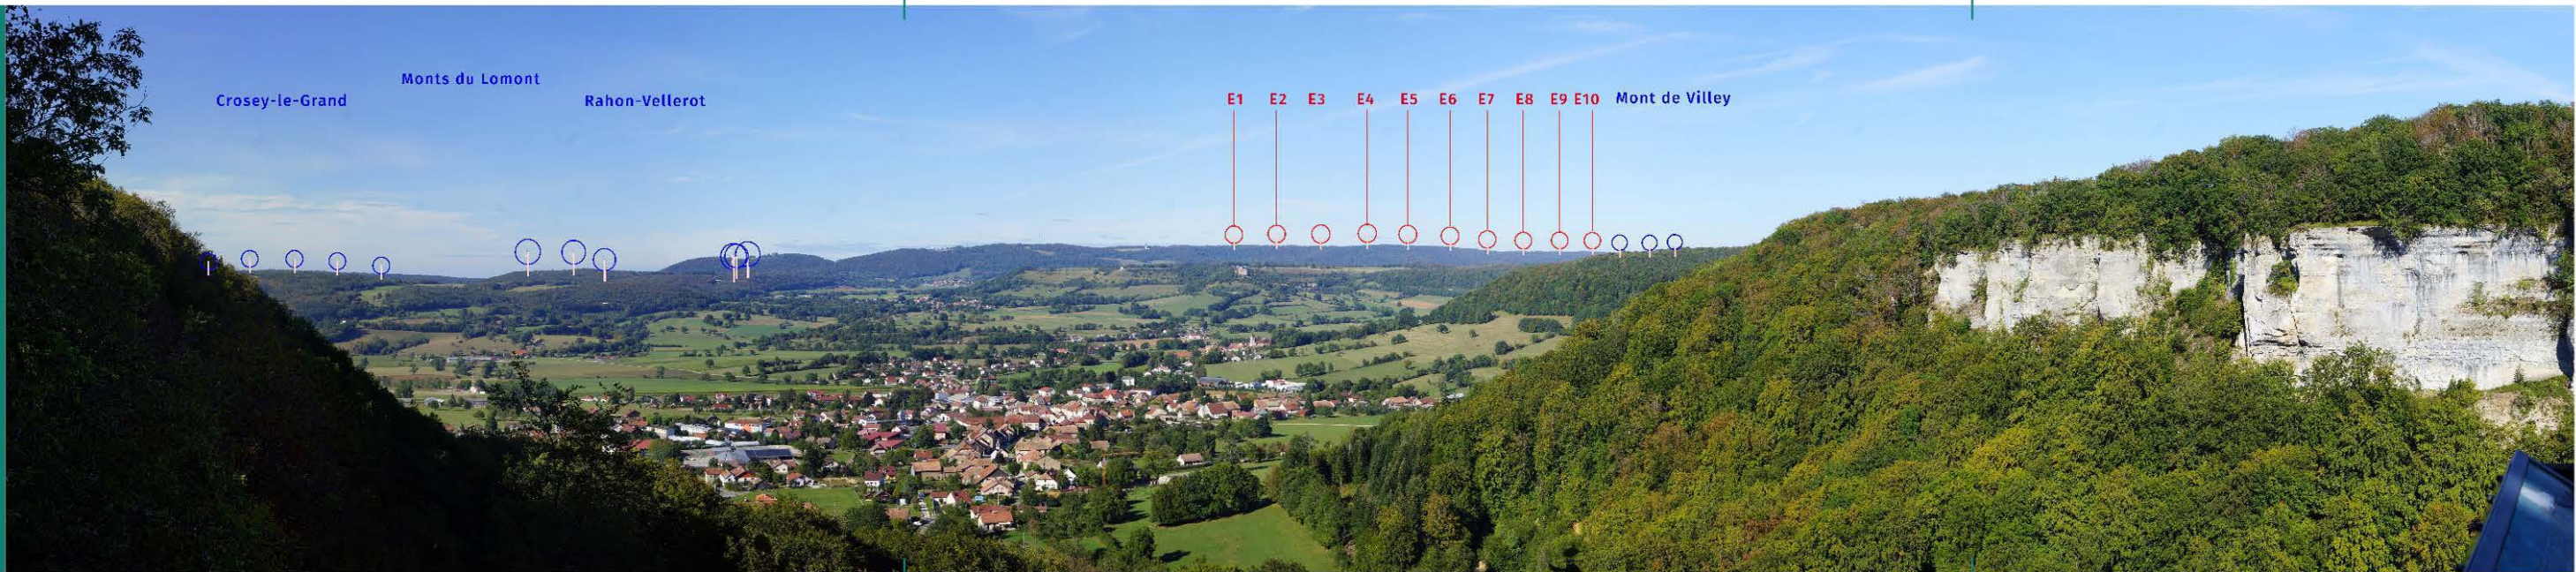 Monts du Lomont
Crosey-le-Grand
Rahon-Vellerot
E1 E2 E3 E4 E5 E6 E7 E8 E9 E10 Mont de Villey